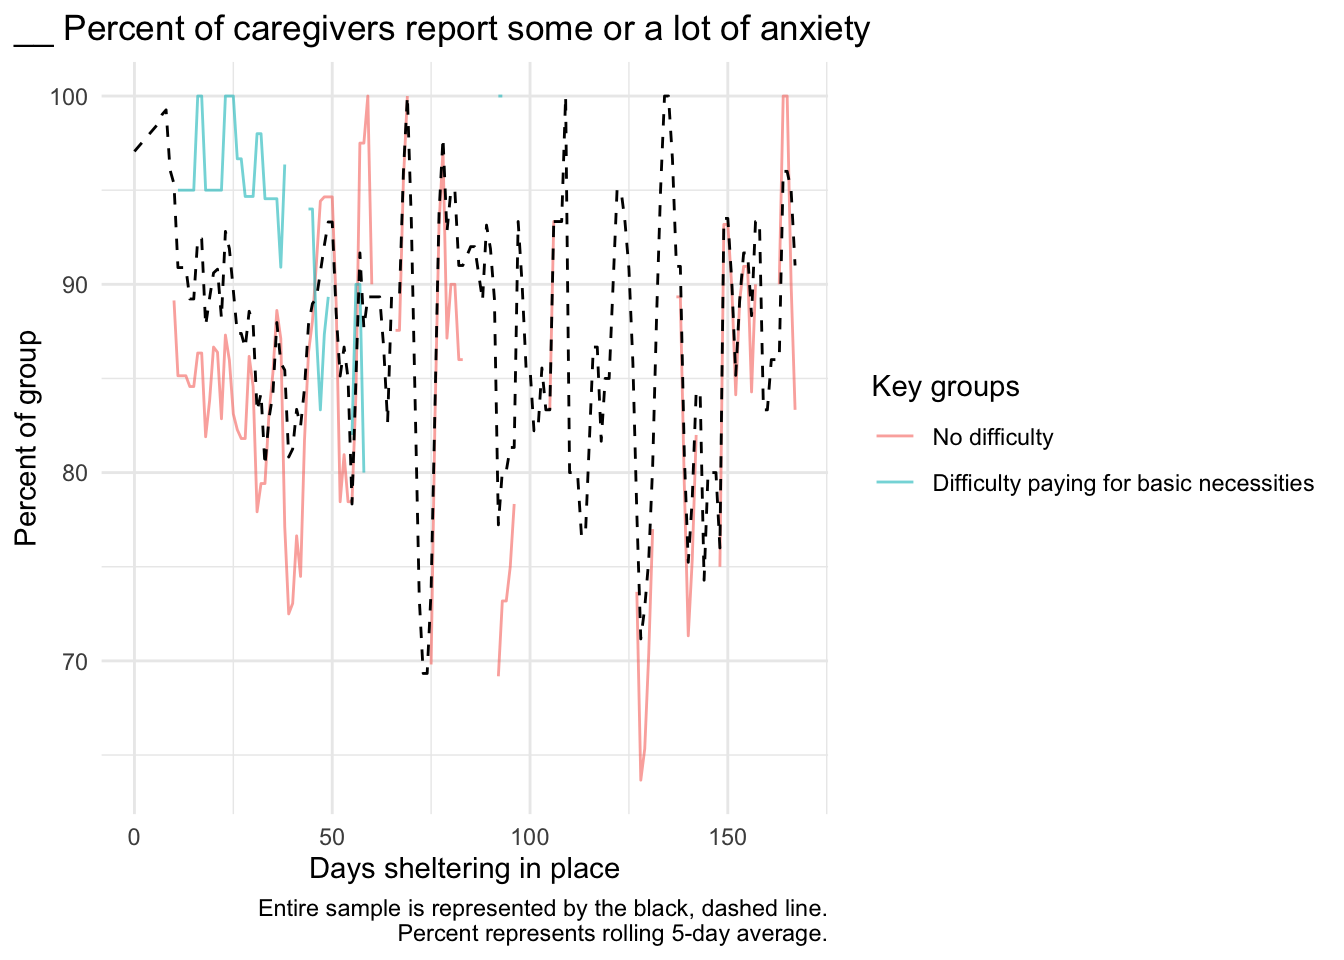 __ Percent of caregivers report some or a lot of anxiety
100
90
80
70
Percent of group
0 50 100 150
Days sheltering in place
Key groups
No difficulty
Difficulty paying for basic necessities
Entire sample is represented by the black, dashed line.
Percent represents rolling 5-day average.